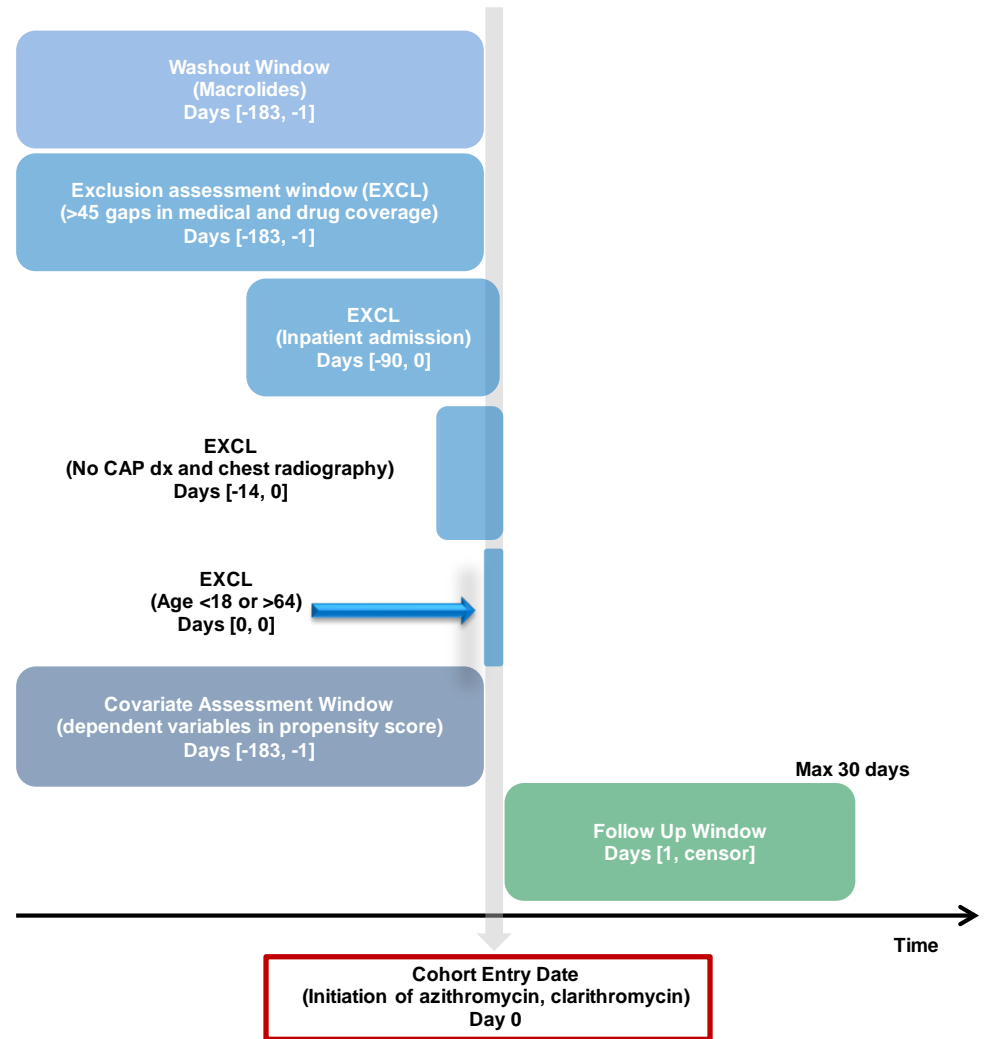 Washout Window
(Macrolides)
Days [-183, -1]
Exclusion assessment window (EXCL)
(>45 gaps in medical and drug coverage)
Days [-183, -1]
EXCL
(Inpatient admission)
Days [-90, 0]
EXCL
(No CAP dx and chest radiography)
Days [-14, 0]
EXCL
(Age <18 or >64)
Days [0, 0]
Covariate Assessment Window
(dependent variables in propensity score)
Days [-183, -1]
Max 30 days
Follow Up Window
Days [1, censor]
Time
Cohort Entry Date
(Initiation of azithromycin, clarithromycin)
Day 0